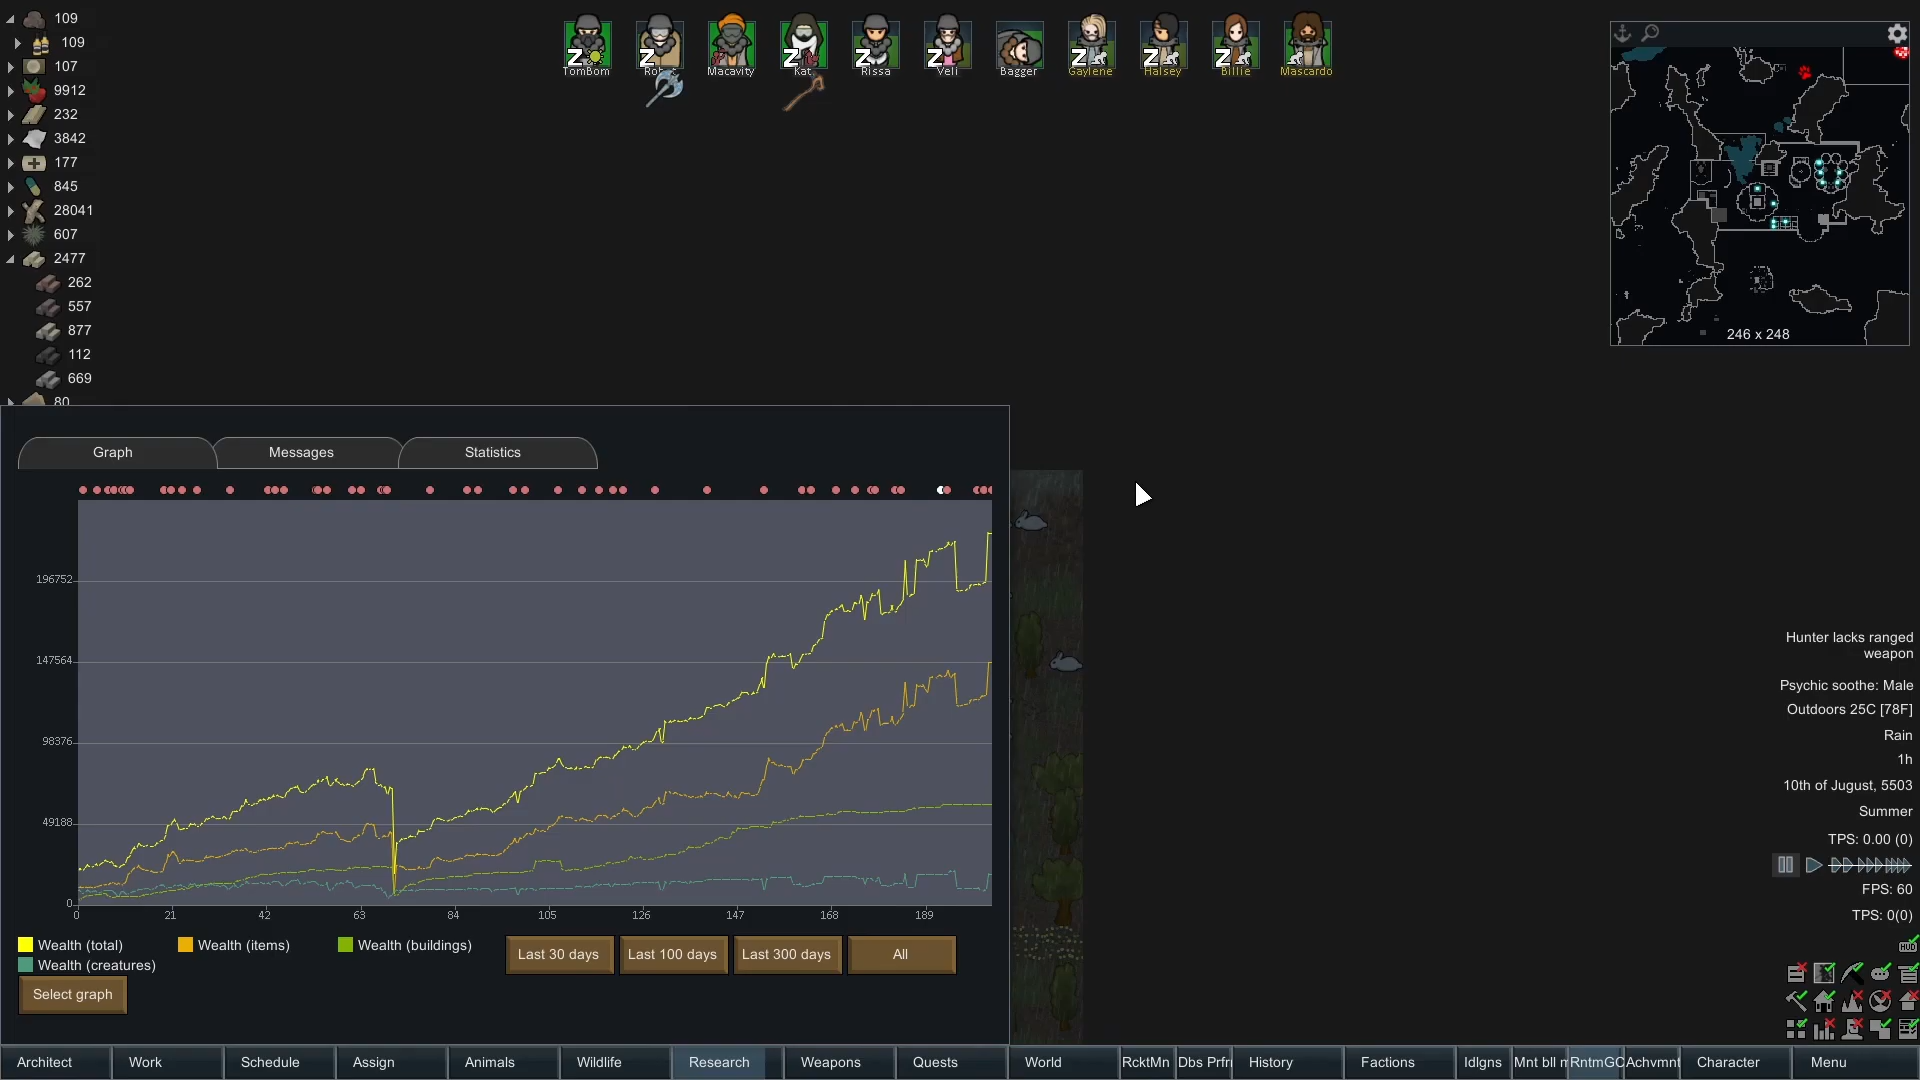 109
109
107
9912
232
3842
177
845
28041
607
2477
262
557
877
112
669
80
TomBom
Macavity
Kat
Rissa
Veli
Bagger
Gaylene
Halsey
Billie
Mascardo
Z
Z
Z
Z
Z
Z
Z
Z
246 x 248
Graph
Messages
Statistics
196752
147564
98376
49188
0
0
21
42
63
84
105
126
147
168
189
Wealth (total)
Wealth (items)
Wealth (buildings)
Wealth (creatures)
Last 30 days
Last 100 days
Last 300 days
All
Select graph
Hunter lacks ranged
weapon
Psychic soothe: Male
Outdoors 25C [78F]
Rain
1h
10th of Jugust, 5503
Summer
TPS: 0.00 (0)
FPS: 60
TPS: 0(0)
HUD
Architect
Work
Schedule
Assign
Animals
Wildlife
Research
Weapons
Quests
World
RcktMn
Dbs Prfr
History
Factions
Idlgns
Mnt bll m
RntmGC
Achvmnt
Character
Menu